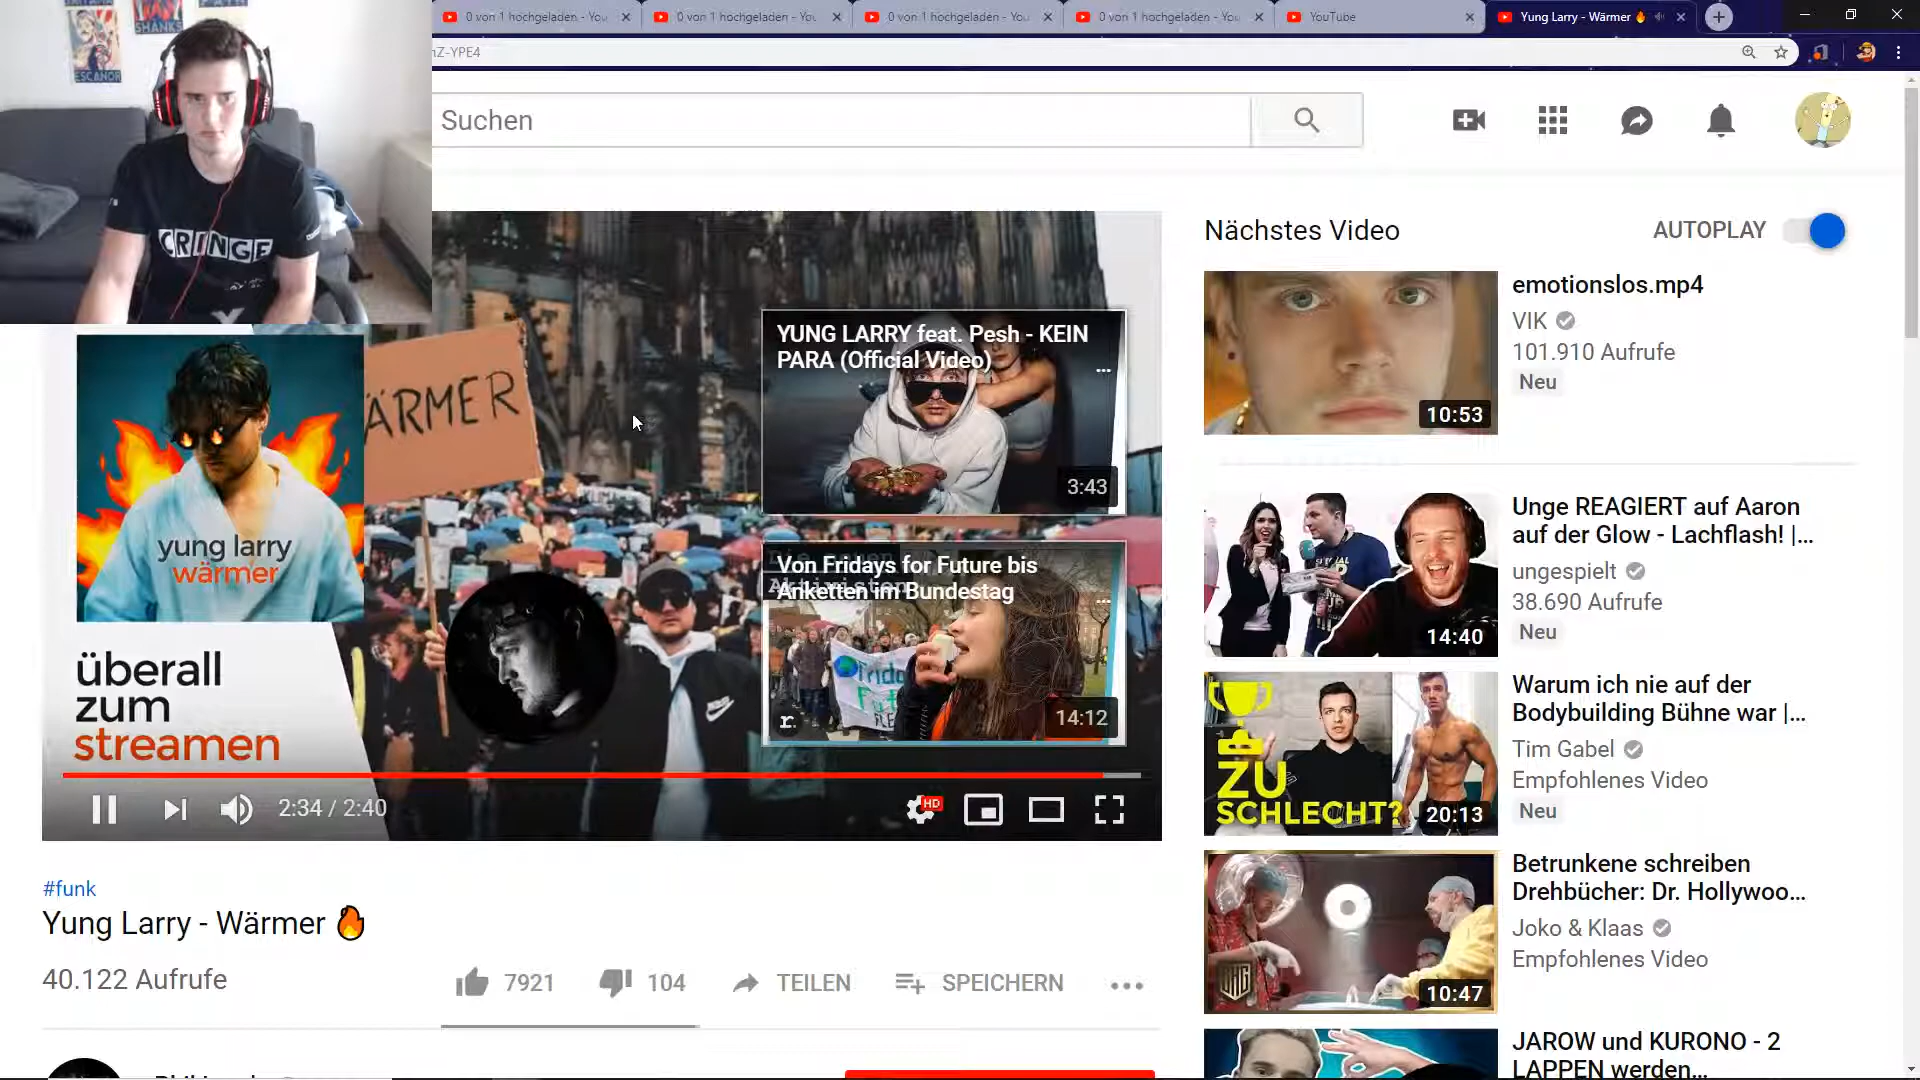 SHANKS
ESCANOR
CRINGE
0 von 1 hochgeladen - You
0 von 1 hochgeladen - You
0 von 1 hochgeladen - You
0 von 1 hochgeladen - You
YouTube
Yung Larry - Wärmer 🔥
nZ-YPE4
Suchen
ÄRMER
yung larry
wärmer
überall
zum
streamen
YUNG LARRY feat. Pesh - KEIN
PARA (Official Video)
3:43
Von Fridays for Future bis
Anketten im Bundestag
r.
14:12
2:34 / 2:40
HD
#funk
Yung Larry - Wärmer 🔥
40.122 Aufrufe
7921
104
TEILEN
SPEICHERN
Nächstes Video
AUTOPLAY
10:53
emotionslos.mp4
VIK
101.910 Aufrufe
Neu
14:40
Unge REAGIERT auf Aaron
auf der Glow - Lachflash! |...
ungespielt
38.690 Aufrufe
Neu
ZU
SCHLECHT?
20:13
Warum ich nie auf der
Bodybuilding Bühne war |...
Tim Gabel
Empfohlenes Video
Neu
10:47
Betrunkene schreiben
Drehbücher: Dr. Hollywoo...
Joko & Klaas
Empfohlenes Video
JAROW und KURONO - 2
LAPPEN werden...